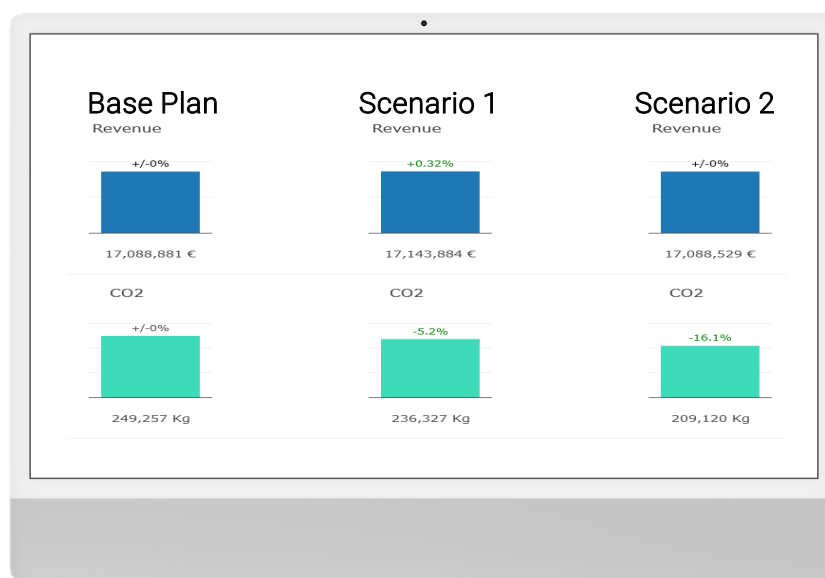 Base Plan Scenario 1 Scenario 2
Revenue Revenue Revenue
+/-0% +0.32% +/-0%
17,088,881 € 17,143,884 € 17,088,529 €
CO2 CO2 CO2
+/-0% -5.2% -16.1%
249,257 Kg 236,327 Kg 209,120 Kg